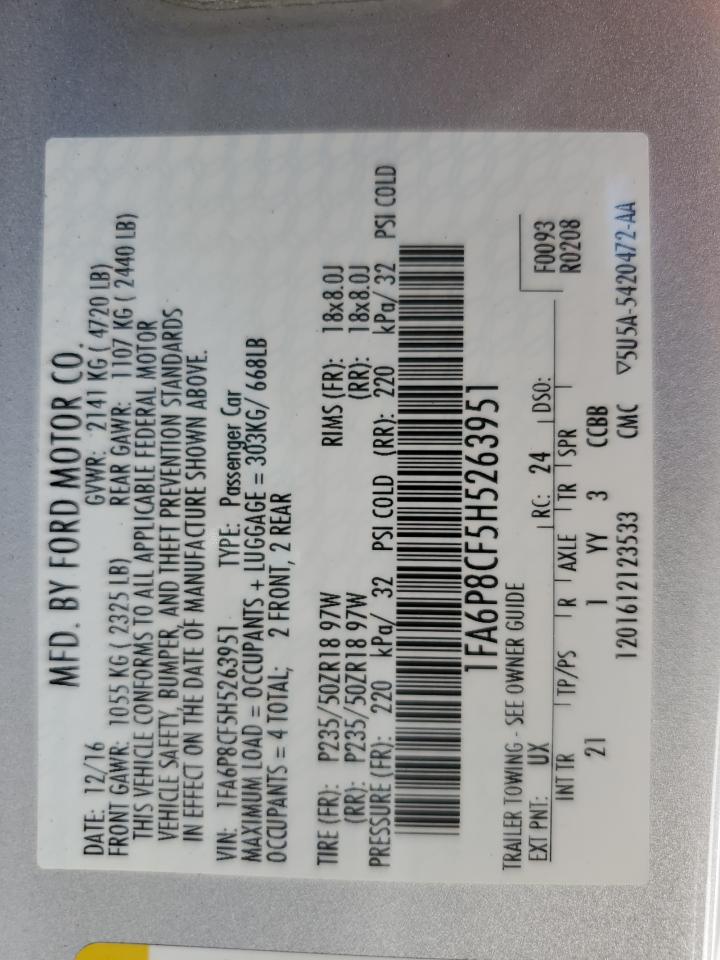 MFD. BY FORD MOTOR CO.
DATE: 12/16 GVWR: 2141 KG ( 4720 LB)
FRONT GAWR: 1055 KG ( 2325 LB) REAR GAWR: 1107 KG ( 2440 LB)
THIS VEHICLE CONFORMS TO ALL APPLICABLE FEDERAL MOTOR
VEHICLE SAFETY, BUMPER, AND THEFT PREVENTION STANDARDS
IN EFFECT ON THE DATE OF MANUFACTURE SHOWN ABOVE.
VIN: 1FA6P8CF5H5263951 TYPE: Passenger Car
MAXIMUM LOAD = OCCUPANTS + LUGGAGE = 303KG/ 668LB
OCCUPANTS = 4 TOTAL; 2 FRONT, 2 REAR
TIRE (FR): P235/50ZR18 97W RIMS (FR): 18x8.0J
(RR): P235/50ZR18 97W (RR): 18x8.0J
PRESSURE (FR): 220 kPa/ 32 PSI COLD (RR): 220 kPa/ 32 PSI COLD
1FA6P8CF5H5263951
TRAILER TOWING - SEE OWNER GUIDE
EXT PNT: UX RC: 24 DSO: F0093
INT TR TP/PS R AXLE TR SPR R0208
21 1 YY 3 CCBB
1201612123533 CMC ▽5U5A-5420472-AA